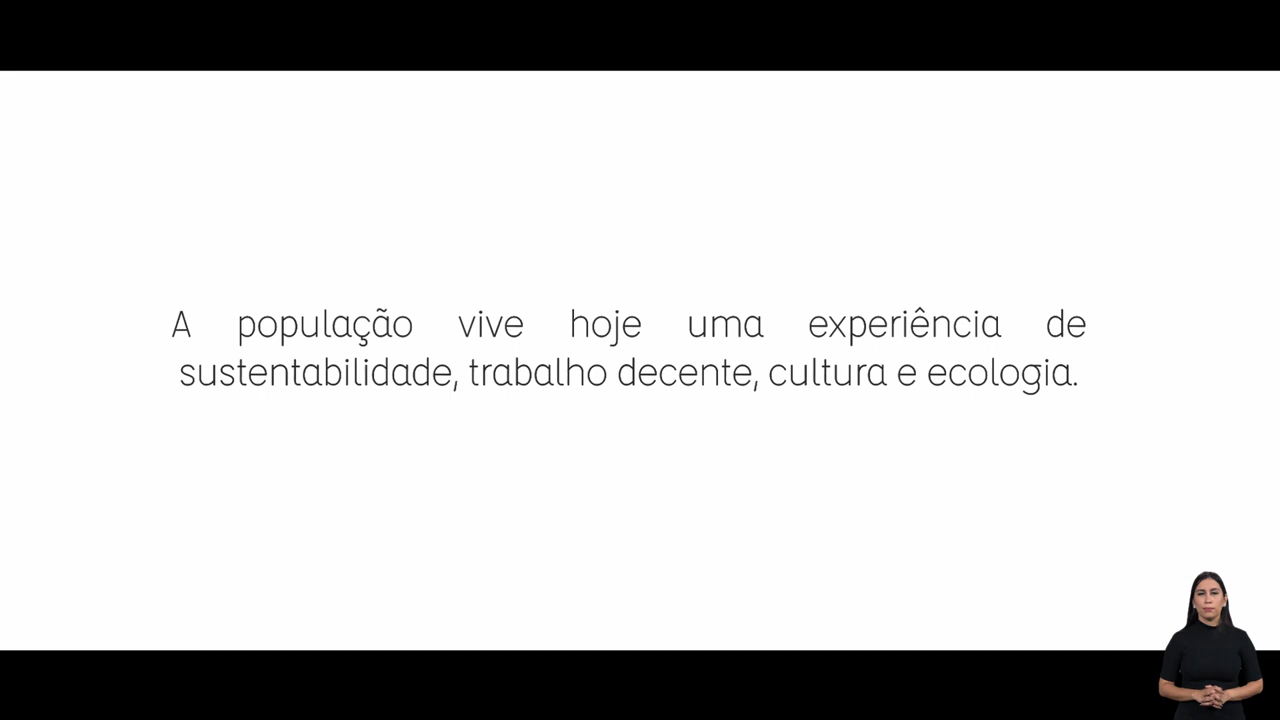 A população vive hoje uma experiência de
sustentabilidade, trabalho decente, cultura e ecologia.